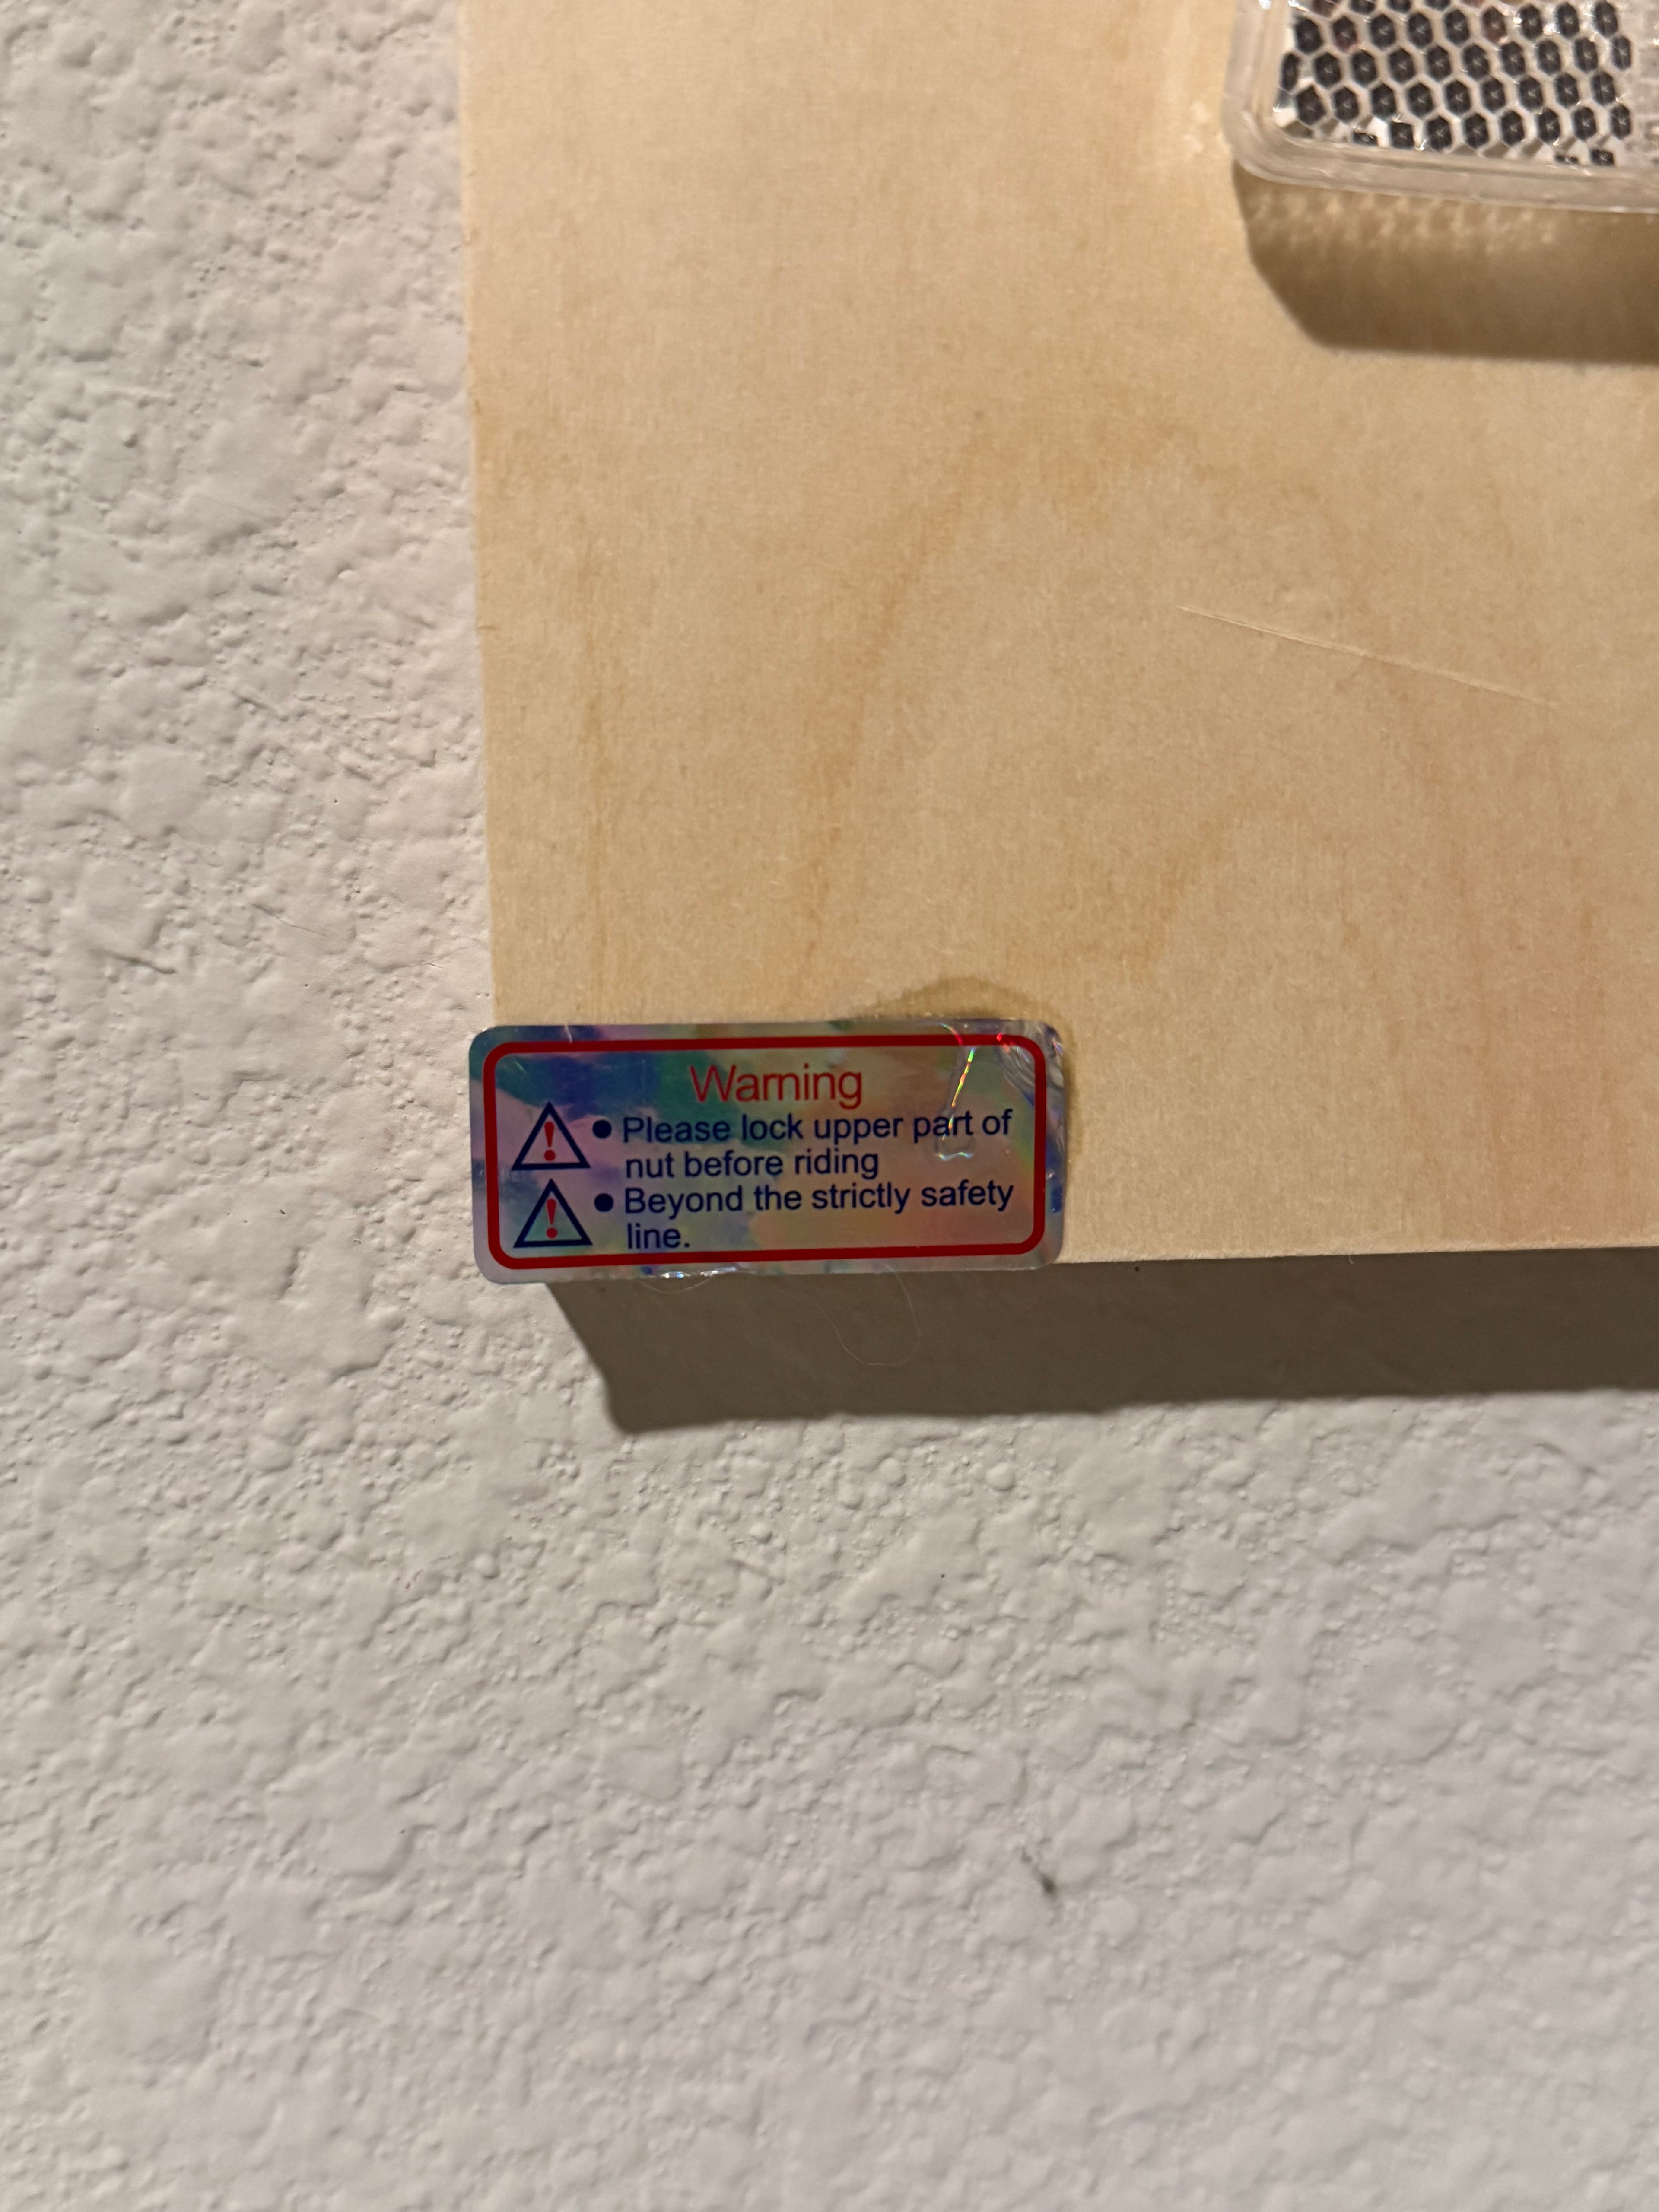 Warning
● Please lock upper part of
nut before riding
● Beyond the strictly safety
line.